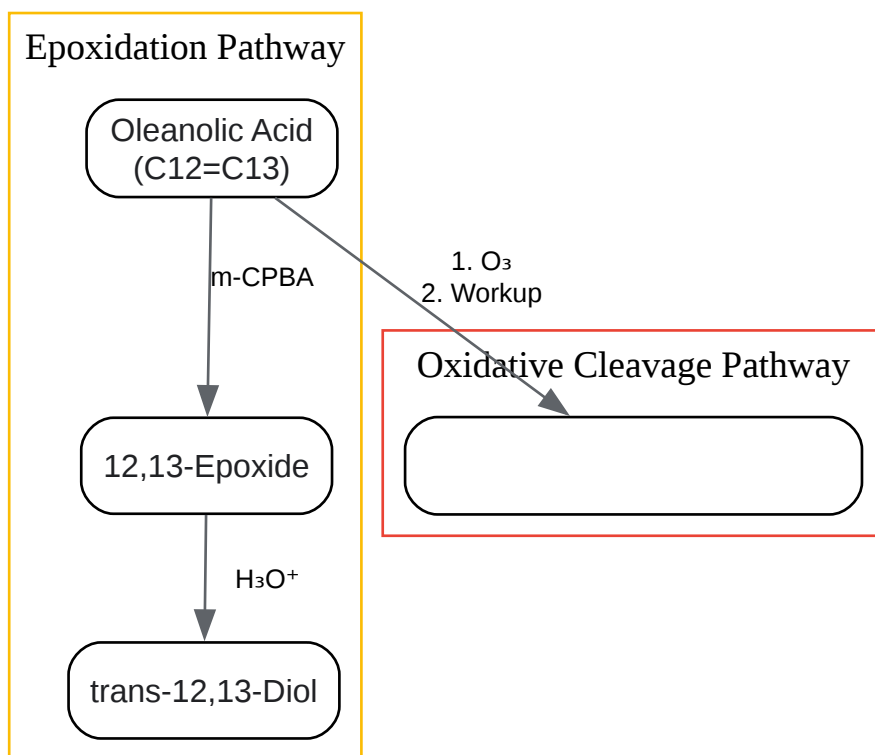 Epoxidation Pathway
Oleanolic Acid
(C12=C13)
m-CPBA
1. O₃
2. Workup
Oxidative Cleavage Pathway
12,13-Epoxide
H₃O⁺
trans-12,13-Diol